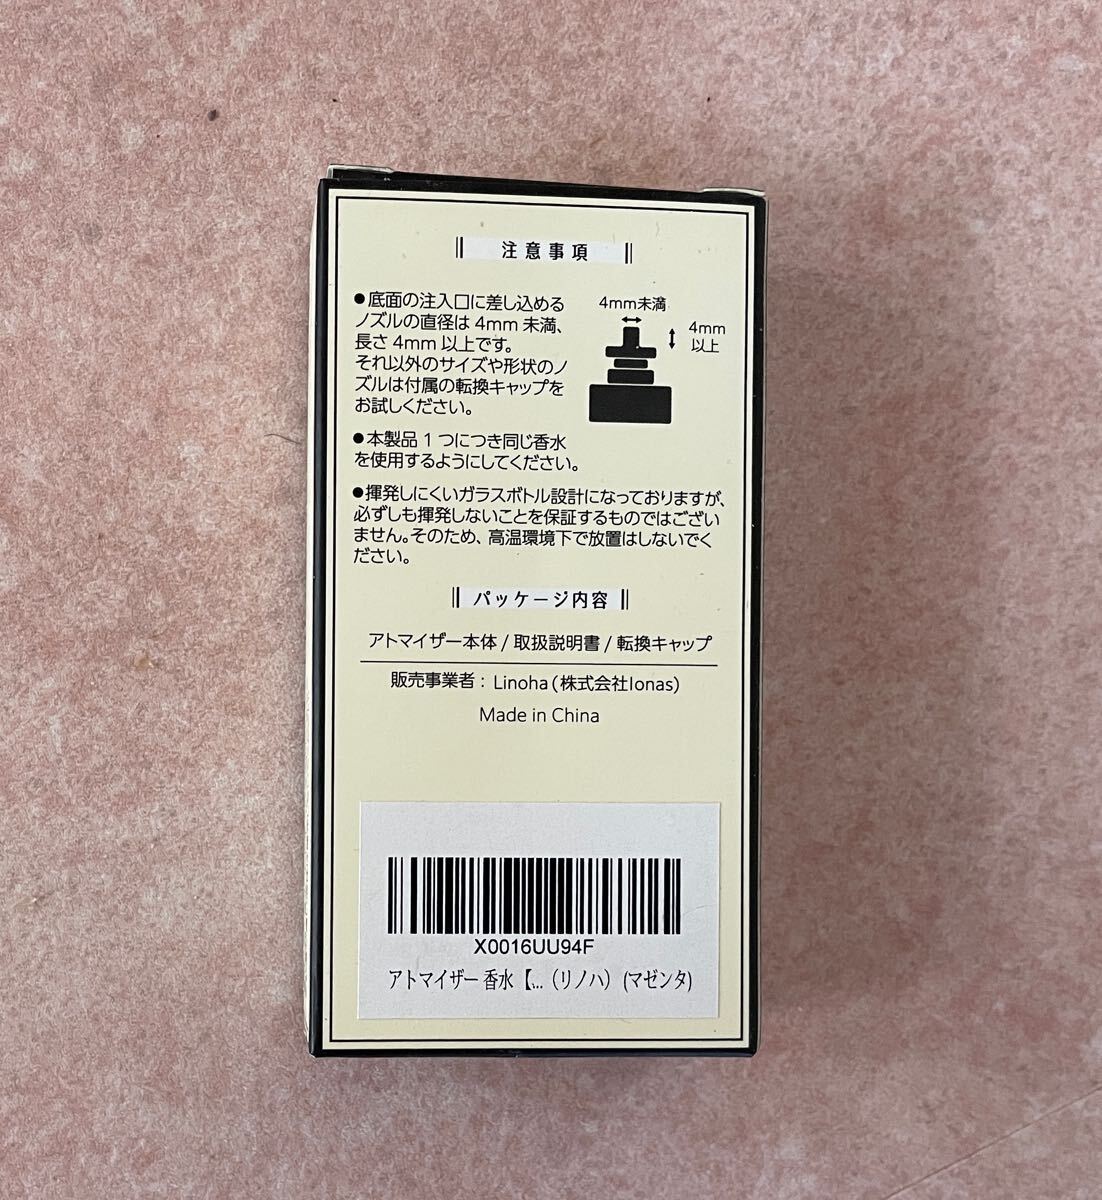 注意事項
●底面の注入口に差し込める
ノズルの直径は 4mm 未満、
長さ 4mm 以上です。
それ以外のサイズや形状のノ
ズルは付属の転換キャップを
お試しください。
4mm未満
4mm
以上
●本製品 1 つにつき同じ香水
を使用するようにしてください。
●揮発しにくいガラスボトル設計になっておりますが、
必ずしも揮発しないことを保証するものではござい
ません。そのため、高温環境下で放置はしないでく
ださい。
パッケージ内容
アトマイザー本体 / 取扱説明書 / 転換キャップ
販売事業者： Linoha (株式会社Ionas)
Made in China
X0016UU94F
アトマイザー 香水【...（リノハ） (マゼンタ)